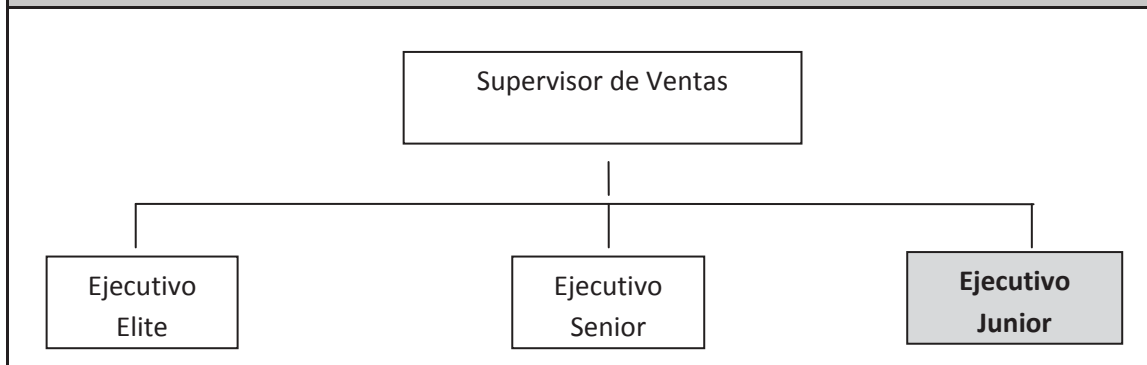 Supervisor de Ventas
Ejecutivo
Elite
Ejecutivo
Senior
Ejecutivo
Junior